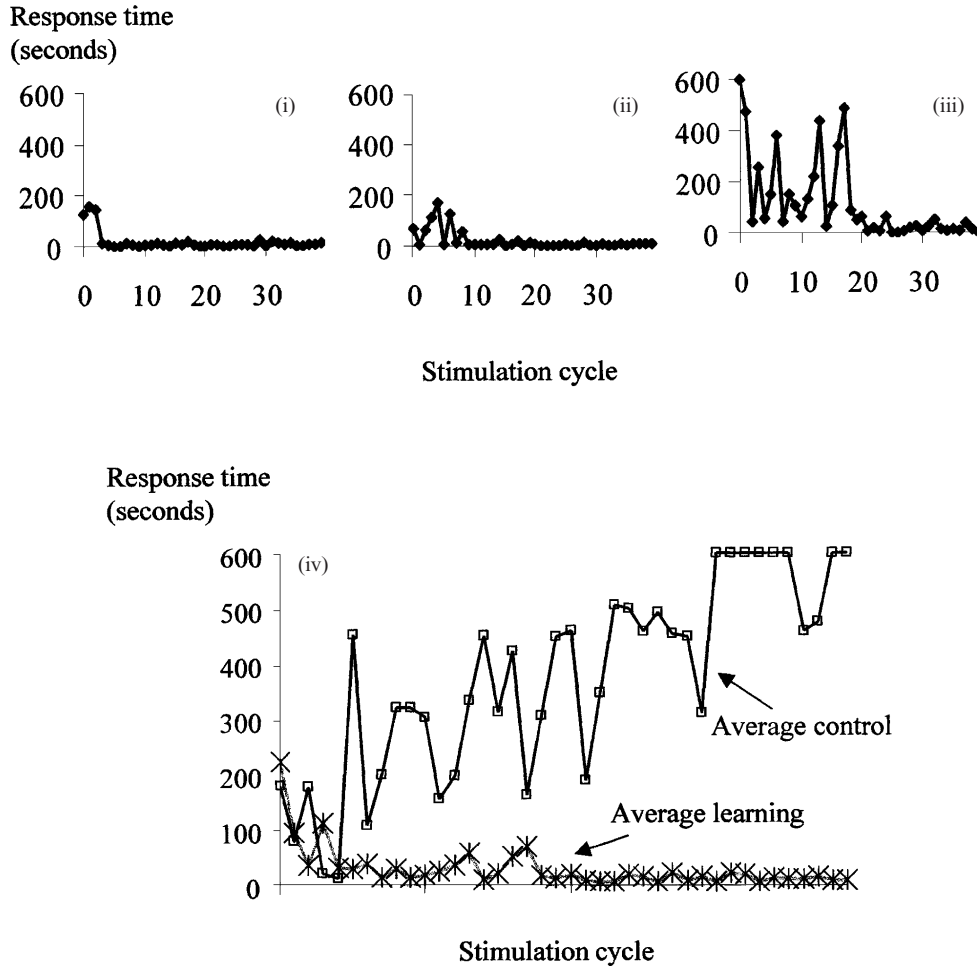 Response time
(seconds)
600
400
200
0
0 10 20 30
(i)
600
400
200
0
0 10 20 30
(ii)
600
400
200
0
0 10 20 30
(iii)
Stimulation cycle
Response time
(seconds)
600
500
400
300
200
100
0
(iv)
Average control
Average learning
Stimulation cycle